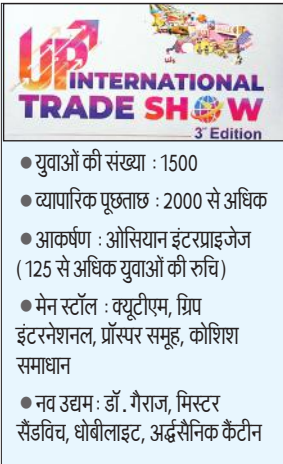 UP
INTERNATIONAL
TRADE SHOW
3rd Edition
● युवाओं की संख्या : 1500
● व्यापारिक पूछताछ : 2000 से अधिक
● आकर्षण : ओसियान इंटरप्राइजेज
( 125 से अधिक युवाओं की रुचि )
● मेन स्टॉल : क्यूटीएम, ग्रिप
इंटरनेशनल, प्रॉस्पर समूह, कोशिश
समाधान
● नव उद्यम : डॉ . गैराज, मिस्टर
सैंडविच, धोबीलाइट, अर्द्धसैनिक कैंटीन